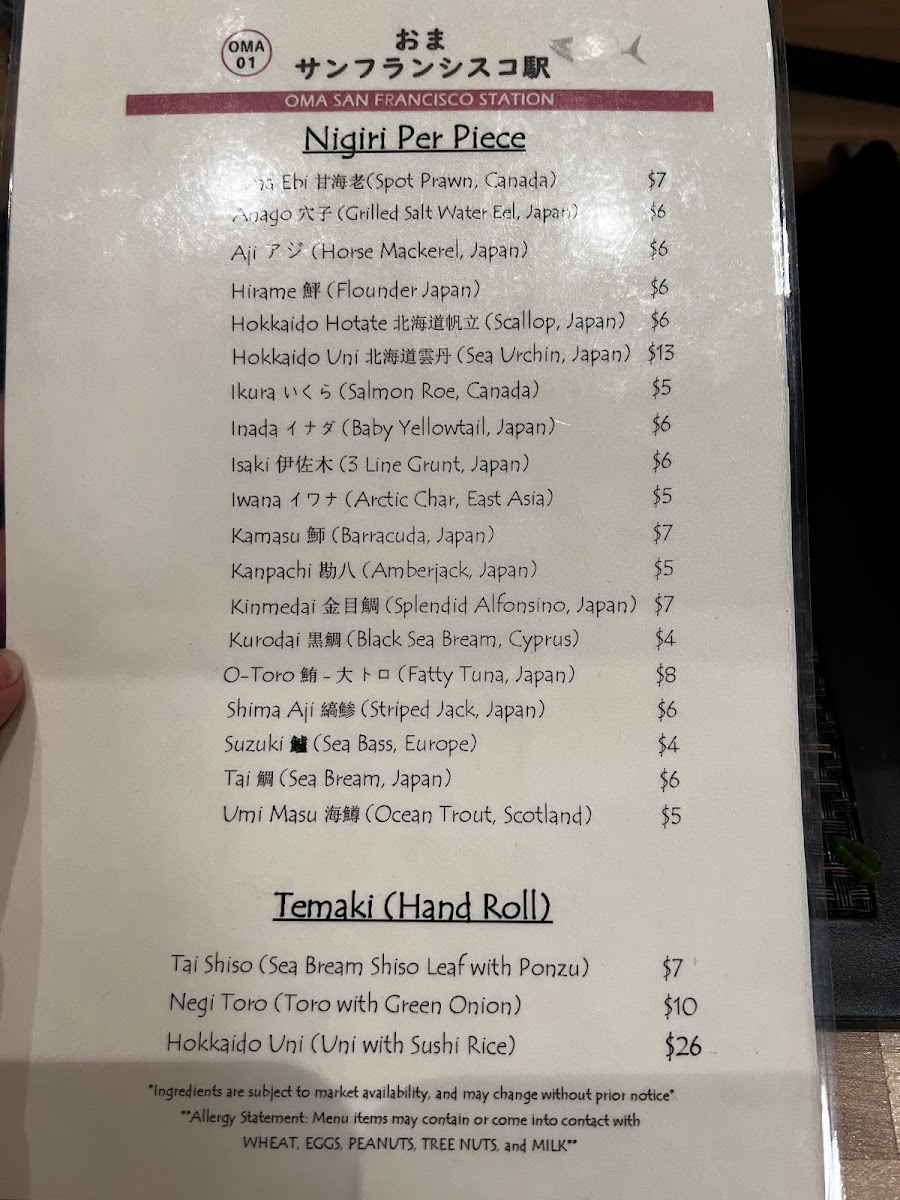 OMA
01
おま
サンフランシスコ駅
OMA SAN FRANCISCO STATION
Nigiri Per Piece
Ebi 甘海老(Spot Prawn, Canada) $7
Anago 穴子 (Grilled Salt Water Eel, Japan) $6
Aji アジ (Horse Mackerel, Japan) $6
Hirame 鮃 (Flounder Japan) $6
Hokkaido Hotate 北海道帆立 (Scallop, Japan) $6
Hokkaido Uni 北海道雲丹 (Sea Urchin, Japan) $13
Ikura いくら (Salmon Roe, Canada) $5
Inada イナダ (Baby Yellowtail, Japan) $6
Isaki 伊佐木 (3 Line Grunt, Japan) $6
Iwana イワナ (Arctic Char, East Asia) $5
Kamasu 魳 (Barracuda, Japan) $7
Kanpachi 勘八 (Amberjack, Japan) $5
Kinmedai 金目鯛 (Splendid Alfonsino, Japan) $7
Kurodai 黒鯛 (Black Sea Bream, Cyprus) $4
O-Toro 鮪 - 大トロ (Fatty Tuna, Japan) $8
Shima Aji 縞鯵 (Striped Jack, Japan) $6
Suzuki 鱸 (Sea Bass, Europe) $4
Tai 鯛 (Sea Bream, Japan) $6
Umi Masu 海鱒 (Ocean Trout, Scotland) $5
Temaki (Hand Roll)
Tai Shiso (Sea Bream Shiso Leaf with Ponzu) $7
Negi Toro (Toro with Green Onion) $10
Hokkaido Uni (Uni with Sushi Rice) $26
*Ingredients are subject to market availability, and may change without prior notice*
**Allergy Statement: Menu items may contain or come into contact with
WHEAT, EGGS, PEANUTS, TREE NUTS, and MILK**